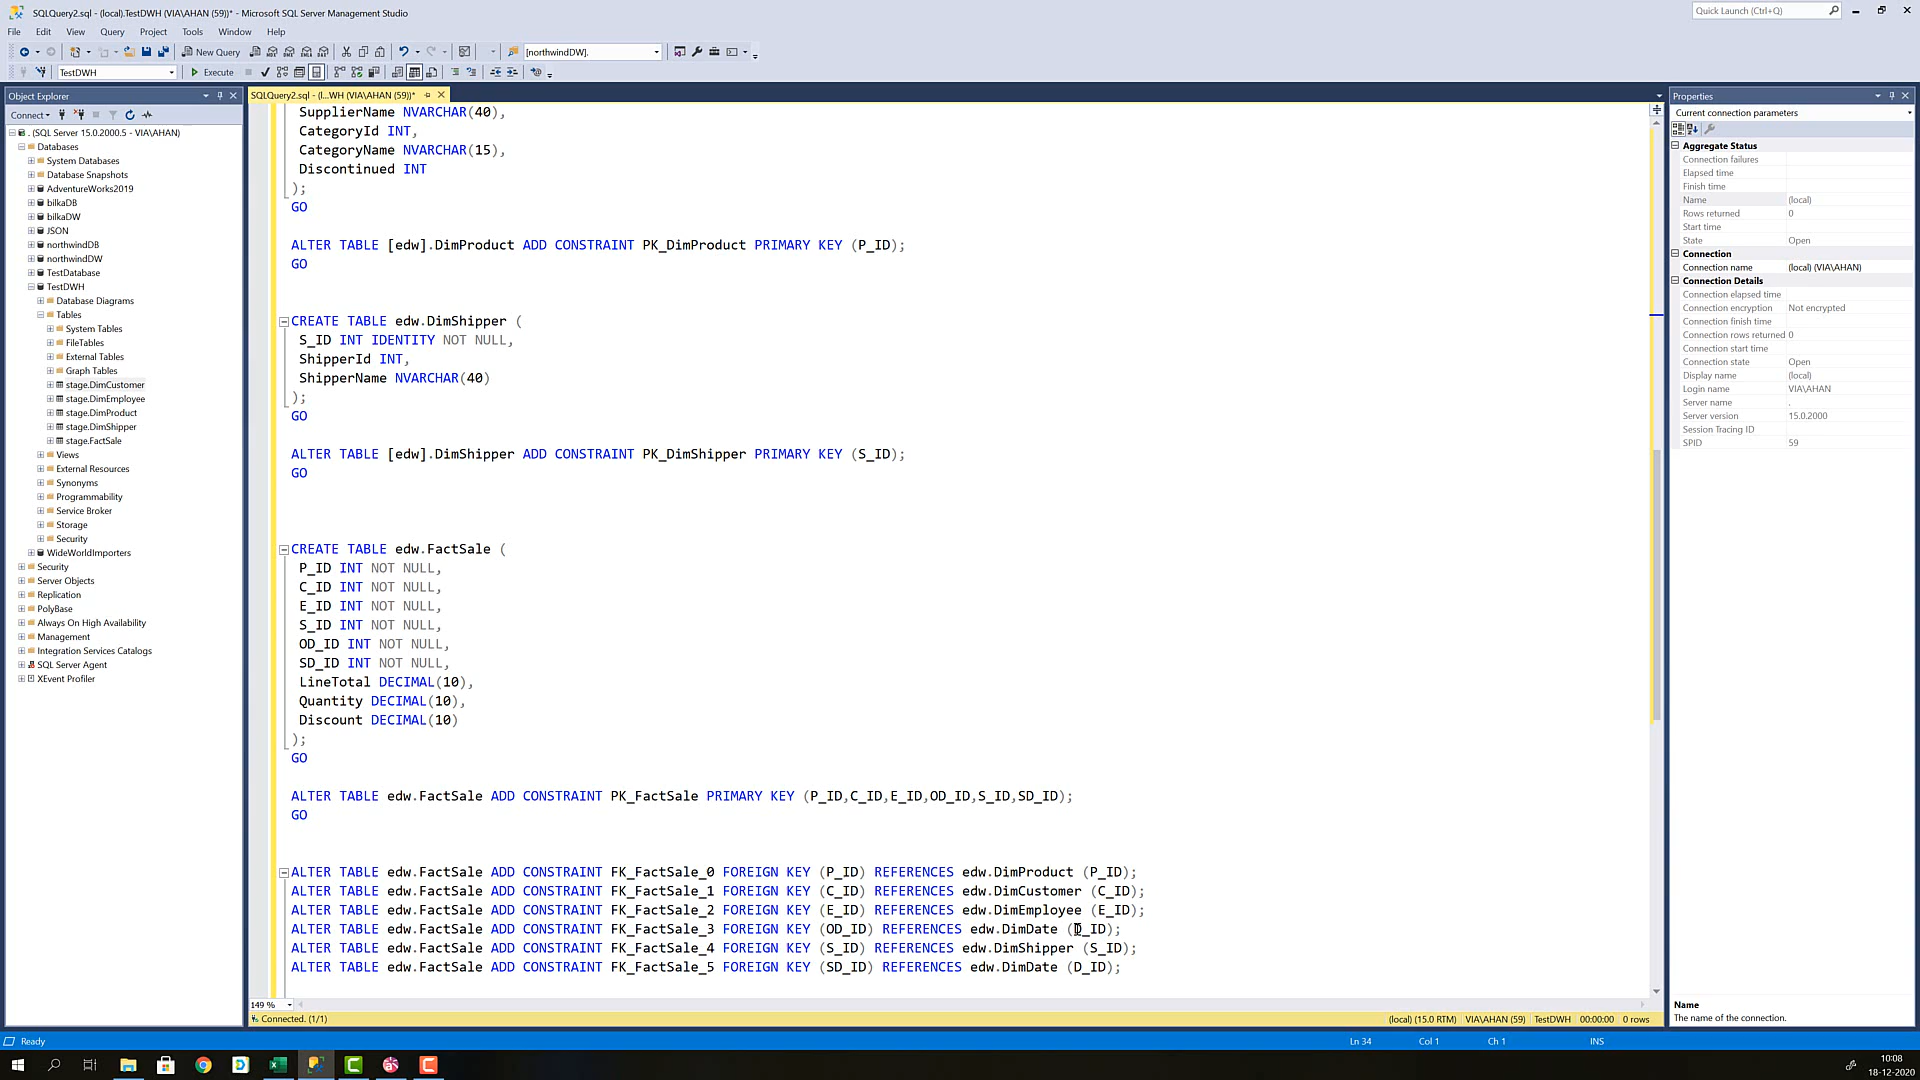 SQLQuery2.sql - (local).TestDWH (VIA\AHAN (59))* - Microsoft SQL Server Management Studio
Quick Launch (Ctrl+Q)
File Edit View Query Project Tools Window Help
New Query
[northwindDW].
TestDWH
Execute
Object Explorer
Connect
. (SQL Server 15.0.2000.5 - VIA\AHAN)
Databases
System Databases
Database Snapshots
AdventureWorks2019
bilkaDB
bilkaDW
JSON
northwindDB
northwindDW
TestDatabase
TestDWH
Database Diagrams
Tables
System Tables
FileTables
External Tables
Graph Tables
stage.DimCustomer
stage.DimEmployee
stage.DimProduct
stage.DimShipper
stage.FactSale
Views
External Resources
Synonyms
Programmability
Service Broker
Storage
Security
WideWorldImporters
Security
Server Objects
Replication
PolyBase
Always On High Availability
Management
Integration Services Catalogs
SQL Server Agent
XEvent Profiler
SQLQuery2.sql - (l...WH (VIA\AHAN (59))*
SupplierName NVARCHAR(40),
CategoryId INT,
CategoryName NVARCHAR(15),
Discontinued INT
);
GO
ALTER TABLE [edw].DimProduct ADD CONSTRAINT PK_DimProduct PRIMARY KEY (P_ID);
GO
CREATE TABLE edw.DimShipper (
S_ID INT IDENTITY NOT NULL,
ShipperId INT,
ShipperName NVARCHAR(40)
);
GO
ALTER TABLE [edw].DimShipper ADD CONSTRAINT PK_DimShipper PRIMARY KEY (S_ID);
GO
CREATE TABLE edw.FactSale (
P_ID INT NOT NULL,
C_ID INT NOT NULL,
E_ID INT NOT NULL,
S_ID INT NOT NULL,
OD_ID INT NOT NULL,
SD_ID INT NOT NULL,
LineTotal DECIMAL(10),
Quantity DECIMAL(10),
Discount DECIMAL(10)
);
GO
ALTER TABLE edw.FactSale ADD CONSTRAINT PK_FactSale PRIMARY KEY (P_ID,C_ID,E_ID,OD_ID,S_ID,SD_ID);
GO
ALTER TABLE edw.FactSale ADD CONSTRAINT FK_FactSale_0 FOREIGN KEY (P_ID) REFERENCES edw.DimProduct (P_ID);
ALTER TABLE edw.FactSale ADD CONSTRAINT FK_FactSale_1 FOREIGN KEY (C_ID) REFERENCES edw.DimCustomer (C_ID);
ALTER TABLE edw.FactSale ADD CONSTRAINT FK_FactSale_2 FOREIGN KEY (E_ID) REFERENCES edw.DimEmployee (E_ID);
ALTER TABLE edw.FactSale ADD CONSTRAINT FK_FactSale_3 FOREIGN KEY (OD_ID) REFERENCES edw.DimDate (D_ID);
ALTER TABLE edw.FactSale ADD CONSTRAINT FK_FactSale_4 FOREIGN KEY (S_ID) REFERENCES edw.DimShipper (S_ID);
ALTER TABLE edw.FactSale ADD CONSTRAINT FK_FactSale_5 FOREIGN KEY (SD_ID) REFERENCES edw.DimDate (D_ID);
149 %
Connected. (1/1)
(local) (15.0 RTM) VIA\AHAN (59) TestDWH 00:00:00 0 rows
Properties
Current connection parameters
Aggregate Status
Connection failures
Elapsed time
Finish time
Name (local)
Rows returned 0
Start time
State Open
Connection
Connection name (local) (VIA\AHAN)
Connection Details
Connection elapsed time
Connection encryption Not encrypted
Connection finish time
Connection rows returned 0
Connection start time
Connection state Open
Display name (local)
Login name VIA\AHAN
Server name .
Server version 15.0.2000
Session Tracing ID
SPID 59
Name
The name of the connection.
Ready
Ln 34 Col 1 Ch 1 INS
10:08
18-12-2020